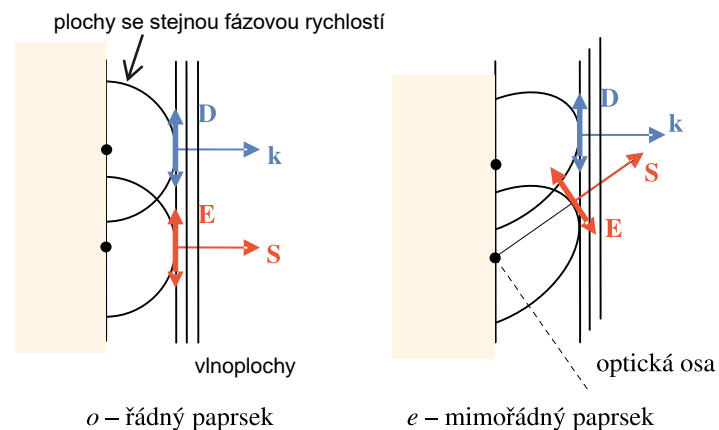 plochy se stejnou fázovou rychlostí
D
k
E
S
vlnoplochy
o – řádný paprsek
D
k
S
E
optická osa
e – mimořádný paprsek